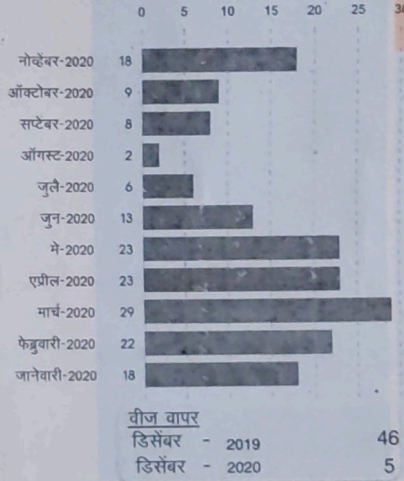 0 5 10 15 20 25 30
नोव्हेंबर-2020 18
ऑक्टोबर-2020 9
सप्टेंबर-2020 8
ऑगस्ट-2020 2
जुलै-2020 6
जुन-2020 13
मे-2020 23
एप्रील-2020 23
मार्च-2020 29
फेब्रुवारी-2020 22
जानेवारी-2020 18
वीज वापर
डिसेंबर - 2019 46
डिसेंबर - 2020 5